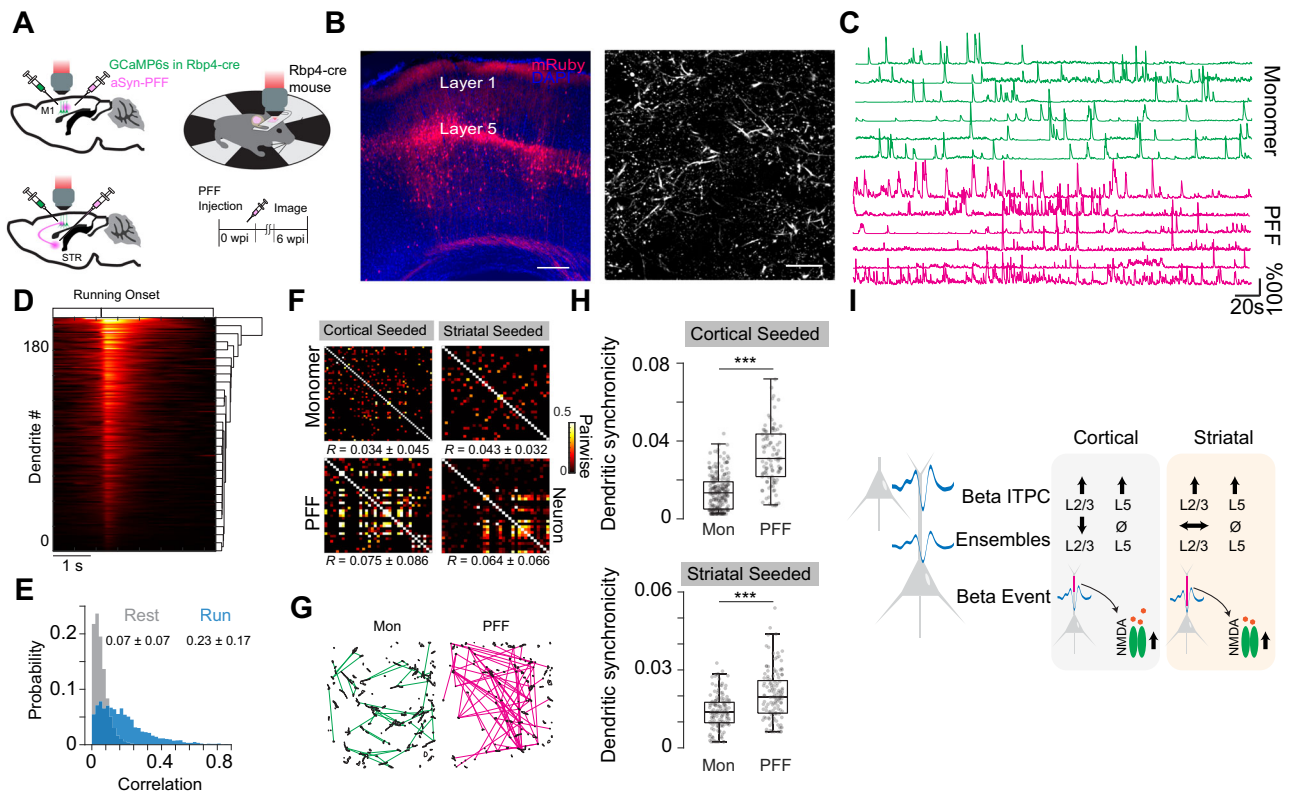 A
GCaMP6s in Rbp4-cre
aSyn-PFF
M1
STR
Rbp4-cre
mouse
PFF
Injection
Image
0 wpi
6 wpi
B
mRuby
DAPI
Layer 1
Layer 5
C
Monomer
PFF
100%
20s
D
Running Onset
180
Dendrite #
0
1 s
E
Rest
Run
0.07 ± 0.07
0.23 ± 0.17
0.2
0.1
0
Probability
0
0.4
0.8
Correlation
F
Cortical Seeded
Striatal Seeded
Monomer
R = 0.034 ± 0.045
R = 0.043 ± 0.032
0.5
0
Pairwise
PFF
Neuron
R = 0.075 ± 0.086
R = 0.064 ± 0.066
G
Mon
PFF
H
Cortical Seeded
***
0.08
0.04
0
Dendritic synchronicity
Mon
PFF
Striatal Seeded
***
0.06
0.03
0
Dendritic synchronicity
Mon
PFF
I
Cortical
Striatal
Beta ITPC
L2/3
L5
L2/3
L5
Ensembles
Ø
Ø
L2/3
L5
L2/3
L5
Beta Event
NMDA
NMDA